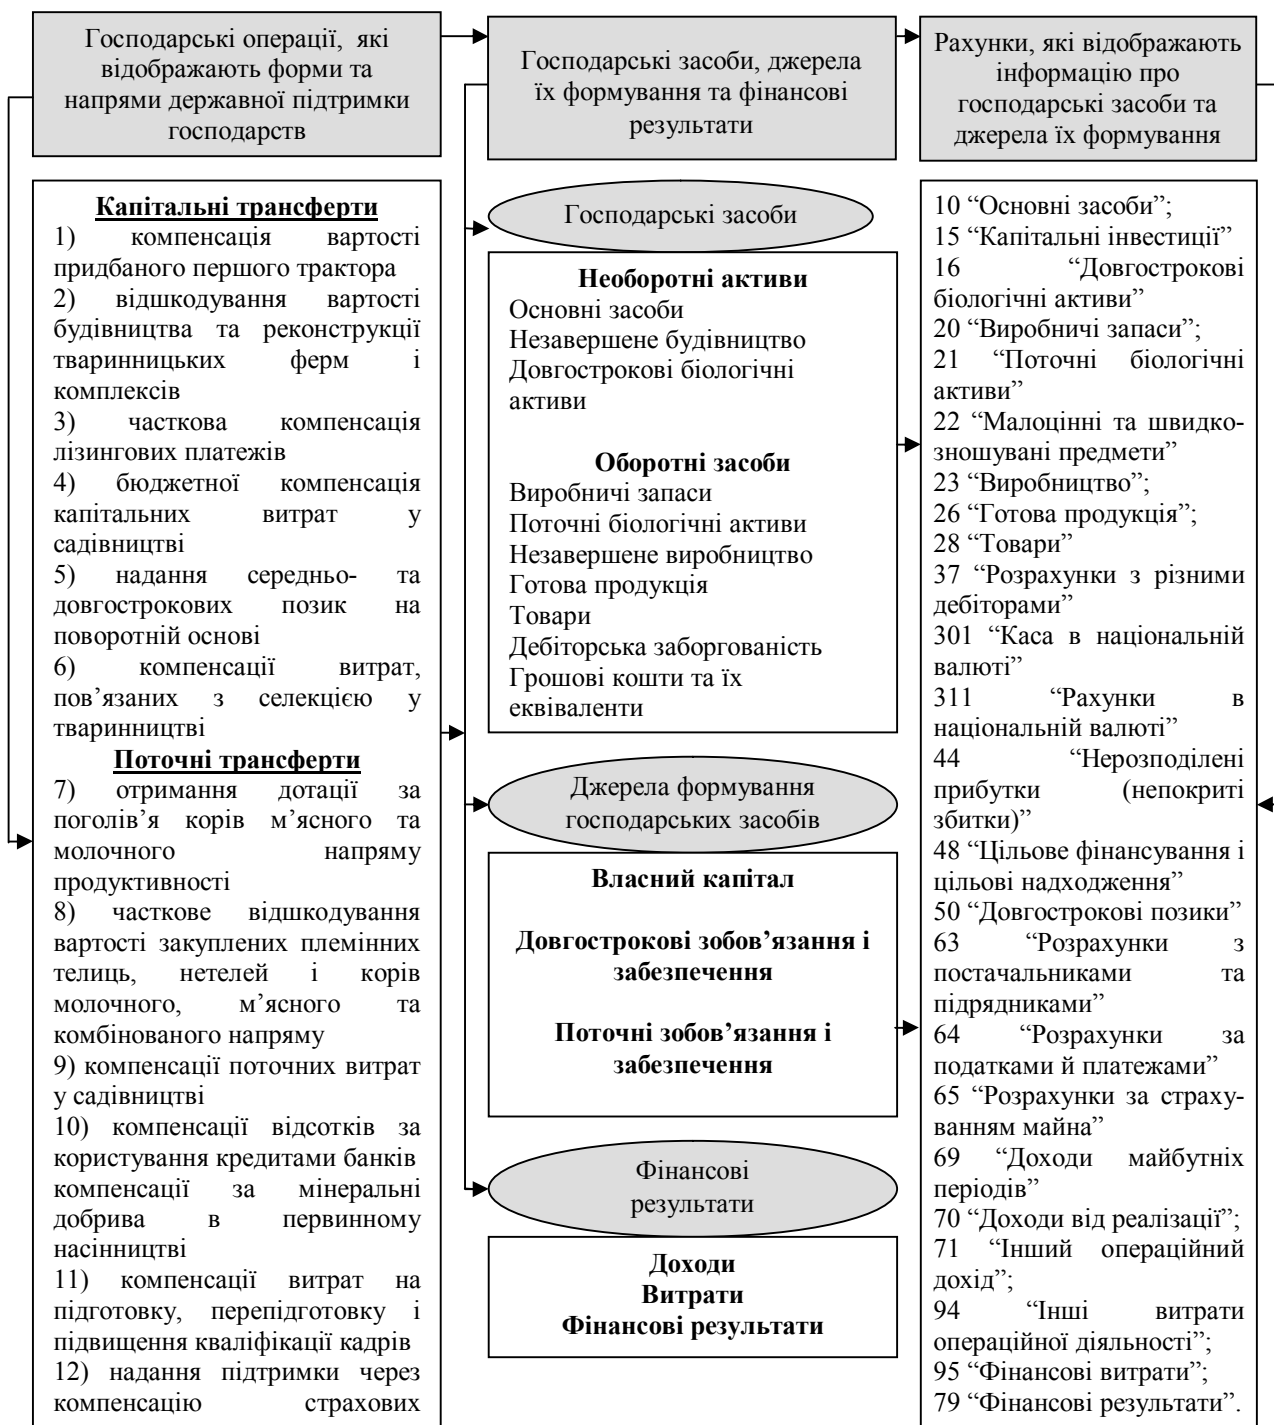 Господарські операції, які
відображають форми та
напрями державної підтримки
господарств
Господарські засоби, джерела
їх формування та фінансові
результати
Рахунки, які відображають
інформацію про
господарські засоби та
джерела їх формування
Капітальні трансферти
1) компенсація вартості
придбаного першого трактора
2) відшкодування вартості
будівництва та реконструкції
тваринницьких ферм і
комплексів
3) часткова компенсація
лізингових платежів
4) бюджетної компенсація
капітальних витрат у
садівництві
5) надання середньо- та
довгострокових позик на
поворотній основі
6) компенсації витрат,
пов’язаних з селекцією у
тваринництві
Поточні трансферти
7) отримання дотації за
поголів’я корів м’ясного та
молочного напряму
продуктивності
8) часткове відшкодування
вартості закуплених племінних
телиць, нетелей і корів
молочного, м’ясного та
комбінованого напряму
9) компенсації поточних витрат
у садівництві
10) компенсації відсотків за
користування кредитами банків
компенсації за мінеральні
добрива в первинному
насінництві
11) компенсації витрат на
підготовку, перепідготовку і
підвищення кваліфікації кадрів
12) надання підтримки через
компенсацію страхових
Господарські засоби
Необоротні активи
Основні засоби
Незавершене будівництво
Довгострокові біологічні
активи
Оборотні засоби
Виробничі запаси
Поточні біологічні активи
Незавершене виробництво
Готова продукція
Товари
Дебіторська заборгованість
Грошові кошти та їх
еквіваленти
Джерела формування
господарських засобів
Власний капітал
Довгострокові зобов’язання і
забезпечення
Поточні зобов’язання і
забезпечення
Фінансові
результати
Доходи
Витрати
Фінансові результати
10 “Основні засоби”;
15 “Капітальні інвестиції”
16 “Довгострокові
біологічні активи”
20 “Виробничі запаси”;
21 “Поточні біологічні
активи”
22 “Малоцінні та швидко-
зношувані предмети”
23 “Виробництво”;
26 “Готова продукція”;
28 “Товари”
37 “Розрахунки з різними
дебіторами”
301 “Каса в національній
валюті”
311 “Рахунки в
національній валюті”
44 “Нерозподілені
прибутки (непокриті
збитки)”
48 “Цільове фінансування і
цільові надходження”
50 “Довгострокові позики”
63 “Розрахунки з
постачальниками та
підрядниками”
64 “Розрахунки за
податками й платежами”
65 “Розрахунки за страху-
ванням майна”
69 “Доходи майбутніх
періодів”
70 “Доходи від реалізації”;
71 “Інший операційний
дохід”;
94 “Інші витрати
операційної діяльності”;
95 “Фінансові витрати”;
79 “Фінансові результати”.